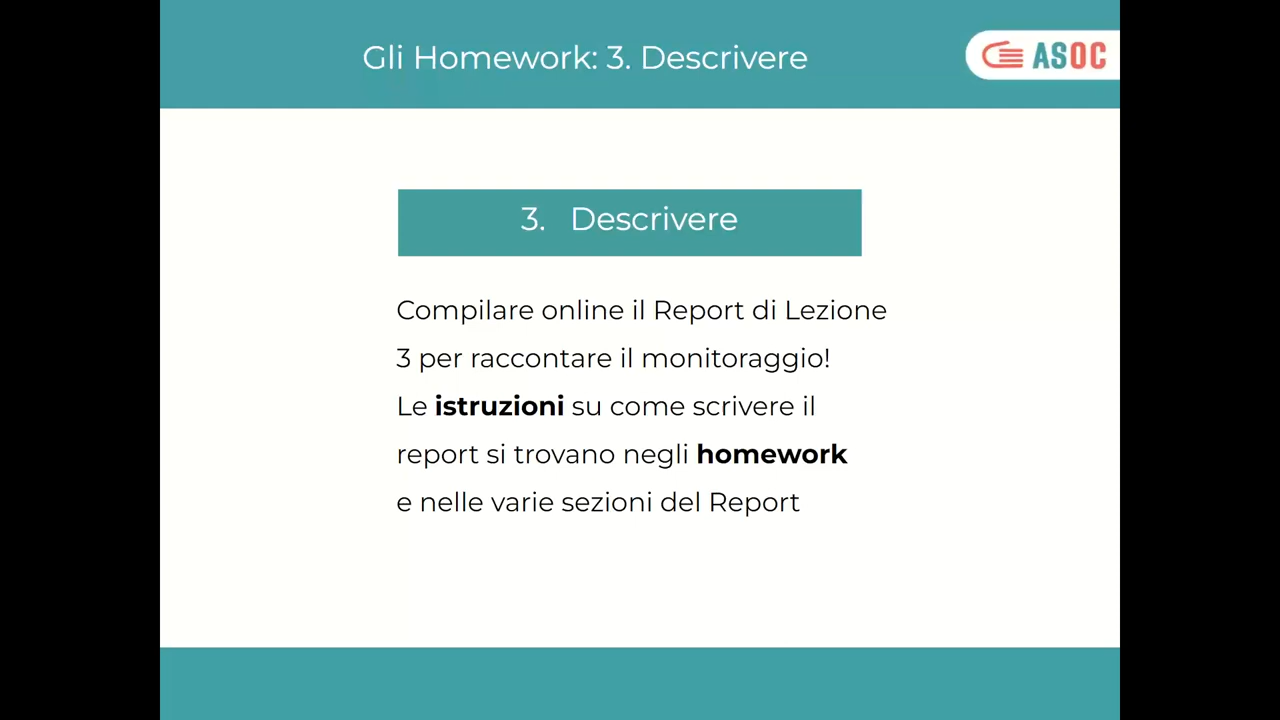 Gli Homework: 3. Descrivere
ASOC
3. Descrivere
Compilare online il Report di Lezione
3 per raccontare il monitoraggio!
Le istruzioni su come scrivere il
report si trovano negli homework
e nelle varie sezioni del Report